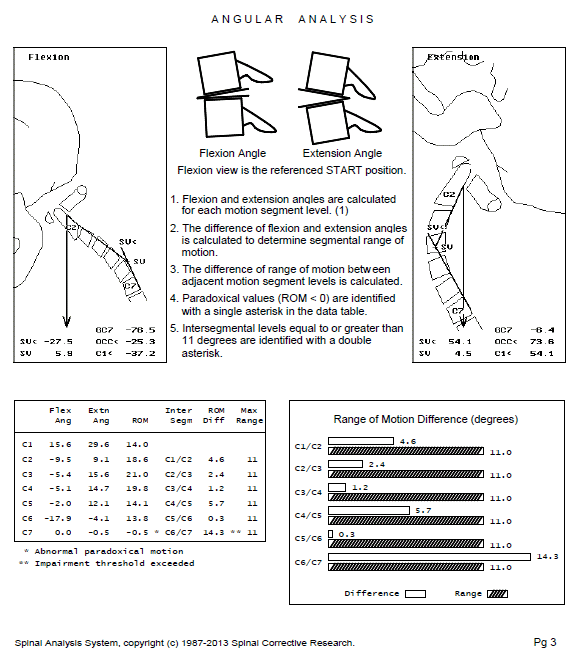 ANGULAR ANALYSIS
Flexion
C2
SV<
SV
C7
GC7 -76.5
SV< -27.5 OCC< -25.3
SV 5.9 C1< -37.2
Flexion Angle Extension Angle
Flexion view is the referenced START position.
1. Flexion and extension angles are calculated
for each motion segment level. (1)
2. The difference of flexion and extension angles
is calculated to determine segmental range of
motion.
3. The difference of range of motion between
adjacent motion segment levels is calculated.
4. Paradoxical values (ROM < 0) are identified
with a single asterisk in the data table.
5. Intersegmental levels equal to or greater than
11 degrees are identified with a double
asterisk.
Extension
C2
SV<
SV
C7
GC7 -6.4
SV< 54.1 OCC< 73.6
SV 4.5 C1< 54.1
Flex Extn Inter ROM Max
Ang Ang ROM Segm Diff Range
C1 15.6 29.6 14.0
C2 -9.5 9.1 18.6 C1/C2 4.6 11
C3 -5.4 15.6 21.0 C2/C3 2.4 11
C4 -5.1 14.7 19.8 C3/C4 1.2 11
C5 -2.0 12.1 14.1 C4/C5 5.7 11
C6 -17.9 -4.1 13.8 C5/C6 0.3 11
C7 0.0 -0.5 -0.5 * C6/C7 14.3 ** 11
* Abnormal paradoxical motion
** Impairment threshold exceeded
Range of Motion Difference (degrees)
C1/C2 4.6
11.0
C2/C3 2.4
11.0
C3/C4 1.2
11.0
C4/C5 5.7
11.0
C5/C6 0.3
11.0
C6/C7 14.3
11.0
Difference Range
Spinal Analysis System, copyright (c) 1987-2013 Spinal Corrective Research. Pg 3